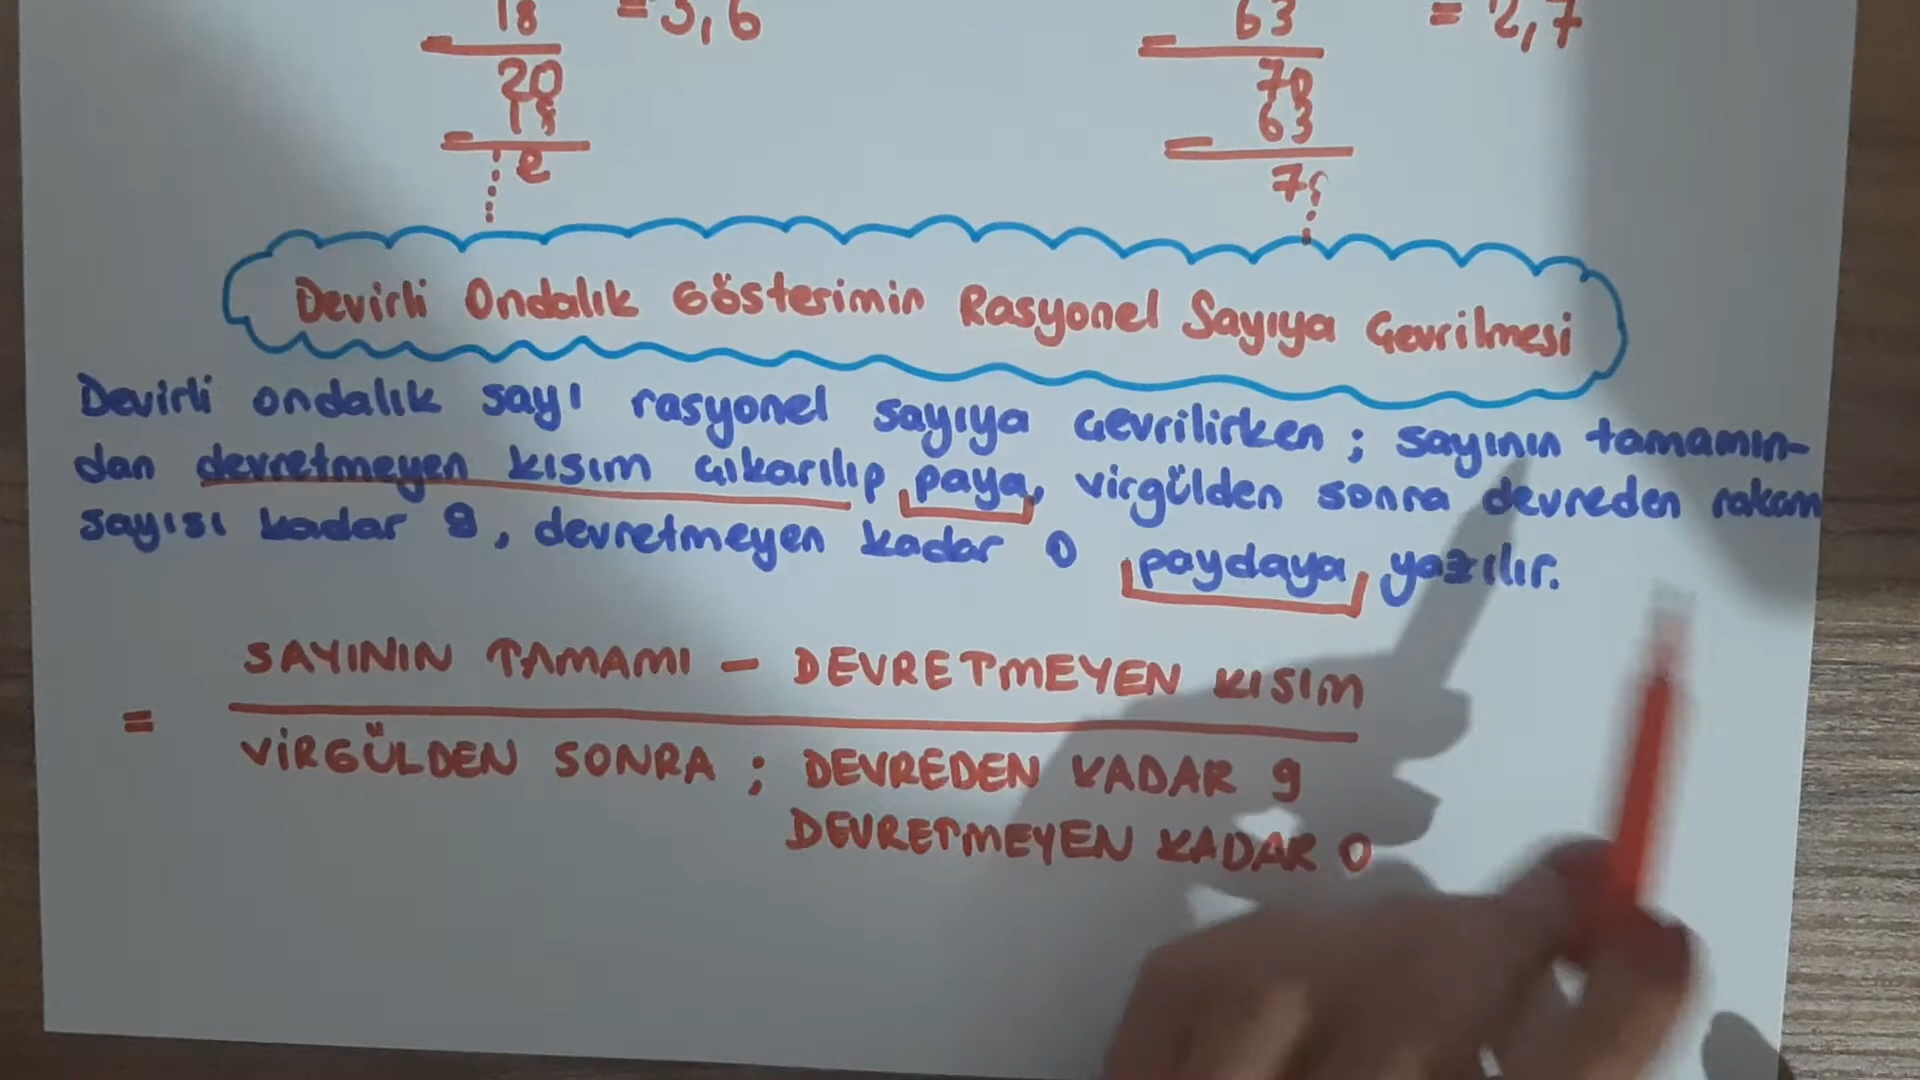 18
20
18
2
63
= 2,7
70
63
7
Devirli Ondalık Gösterimin Rasyonel Sayıya Çevrilmesi
Devirli ondalık sayı rasyonel sayıya çevrilirken ; sayının tamamın-
dan devretmeyen kısım çıkarılıp paya, virgülden sonra devreden rakam
sayısı kadar 9, devretmeyen kadar 0 paydaya yazılır.
SAYININ TAMAMI - DEVRETMEYEN KISIM
=
VİRGÜLDEN SONRA ; DEVREDEN KADAR 9
DEVRETMEYEN KADAR 0